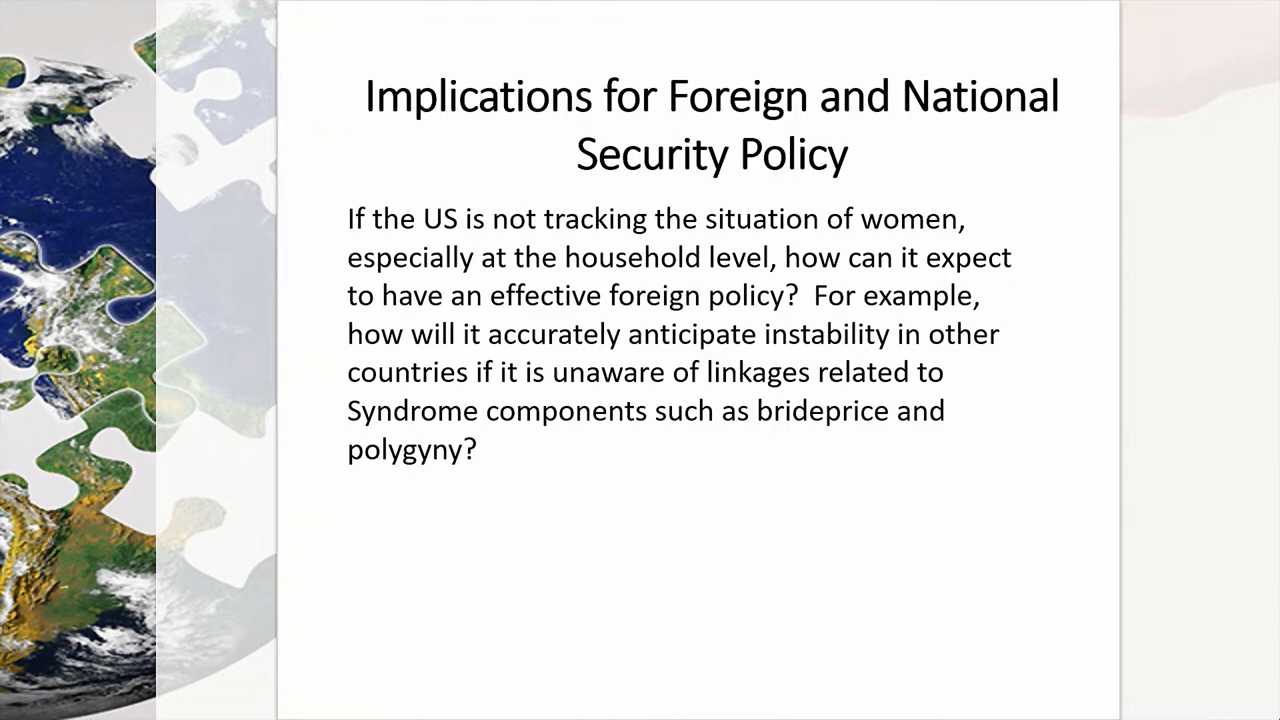 Implications for Foreign and National
Security Policy
If the US is not tracking the situation of women,
especially at the household level, how can it expect
to have an effective foreign policy?  For example,
how will it accurately anticipate instability in other
countries if it is unaware of linkages related to
Syndrome components such as brideprice and
polygyny?